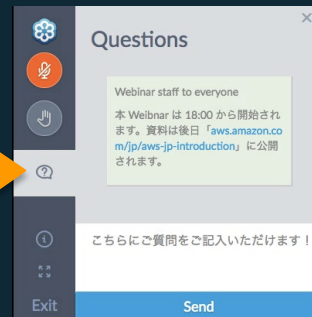 Questions
Webinar staff to everyone
本 Weibnar は 18:00 から開始され
ます。資料は後日「aws.amazon.co
m/jp/aws-jp-introduction」に公開
されます。
こちらにご質問をご記入いただけます!
Exit
Send